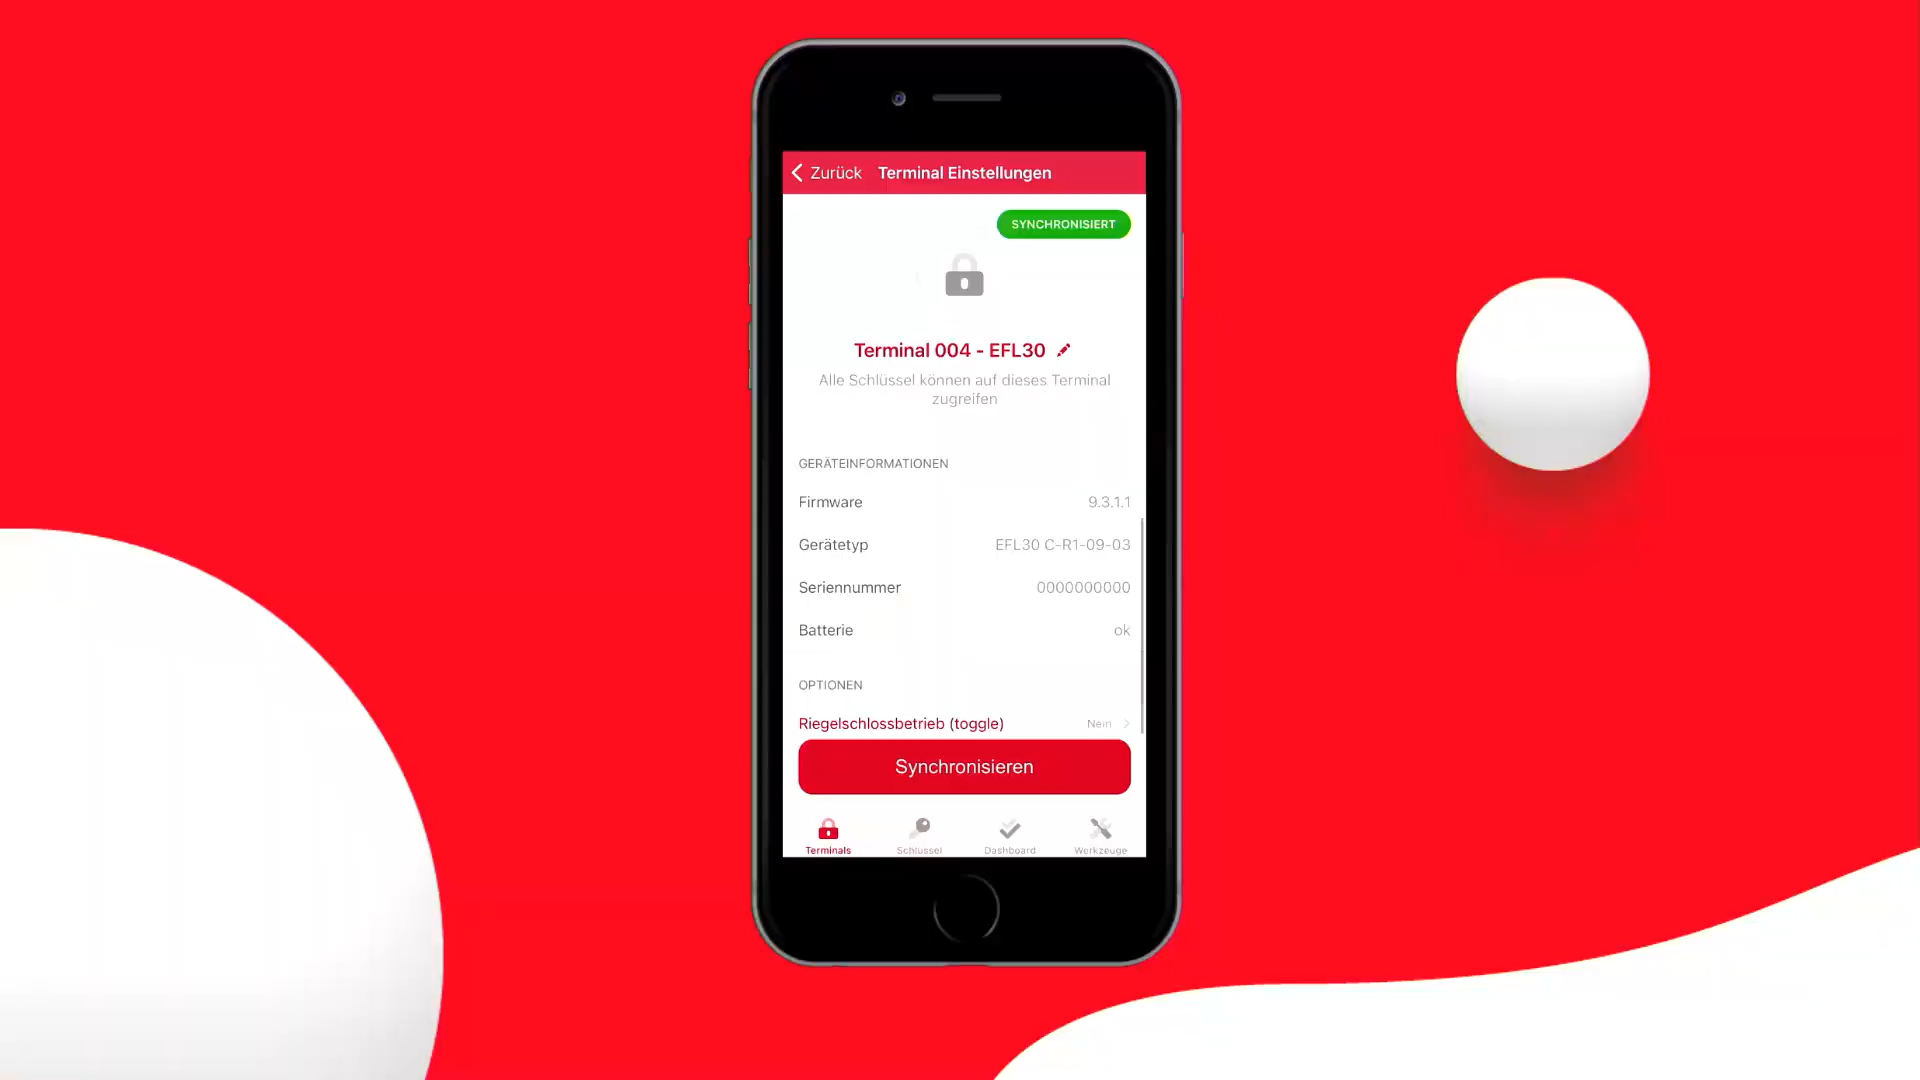 Zurück Terminal Einstellungen
SYNCHRONISIERT
Terminal 004 - EFL30
Alle Schlüssel können auf dieses Terminal
zugreifen
GERÄTEINFORMATIONEN
Firmware 9.3.1.1
Gerätetyp EFL30 C-R1-09-03
Seriennummer 0000000000
Batterie ok
OPTIONEN
Riegelschlossbetrieb (toggle) Nein
Synchronisieren
Terminals Schlüssel Dashboard Werkzeuge